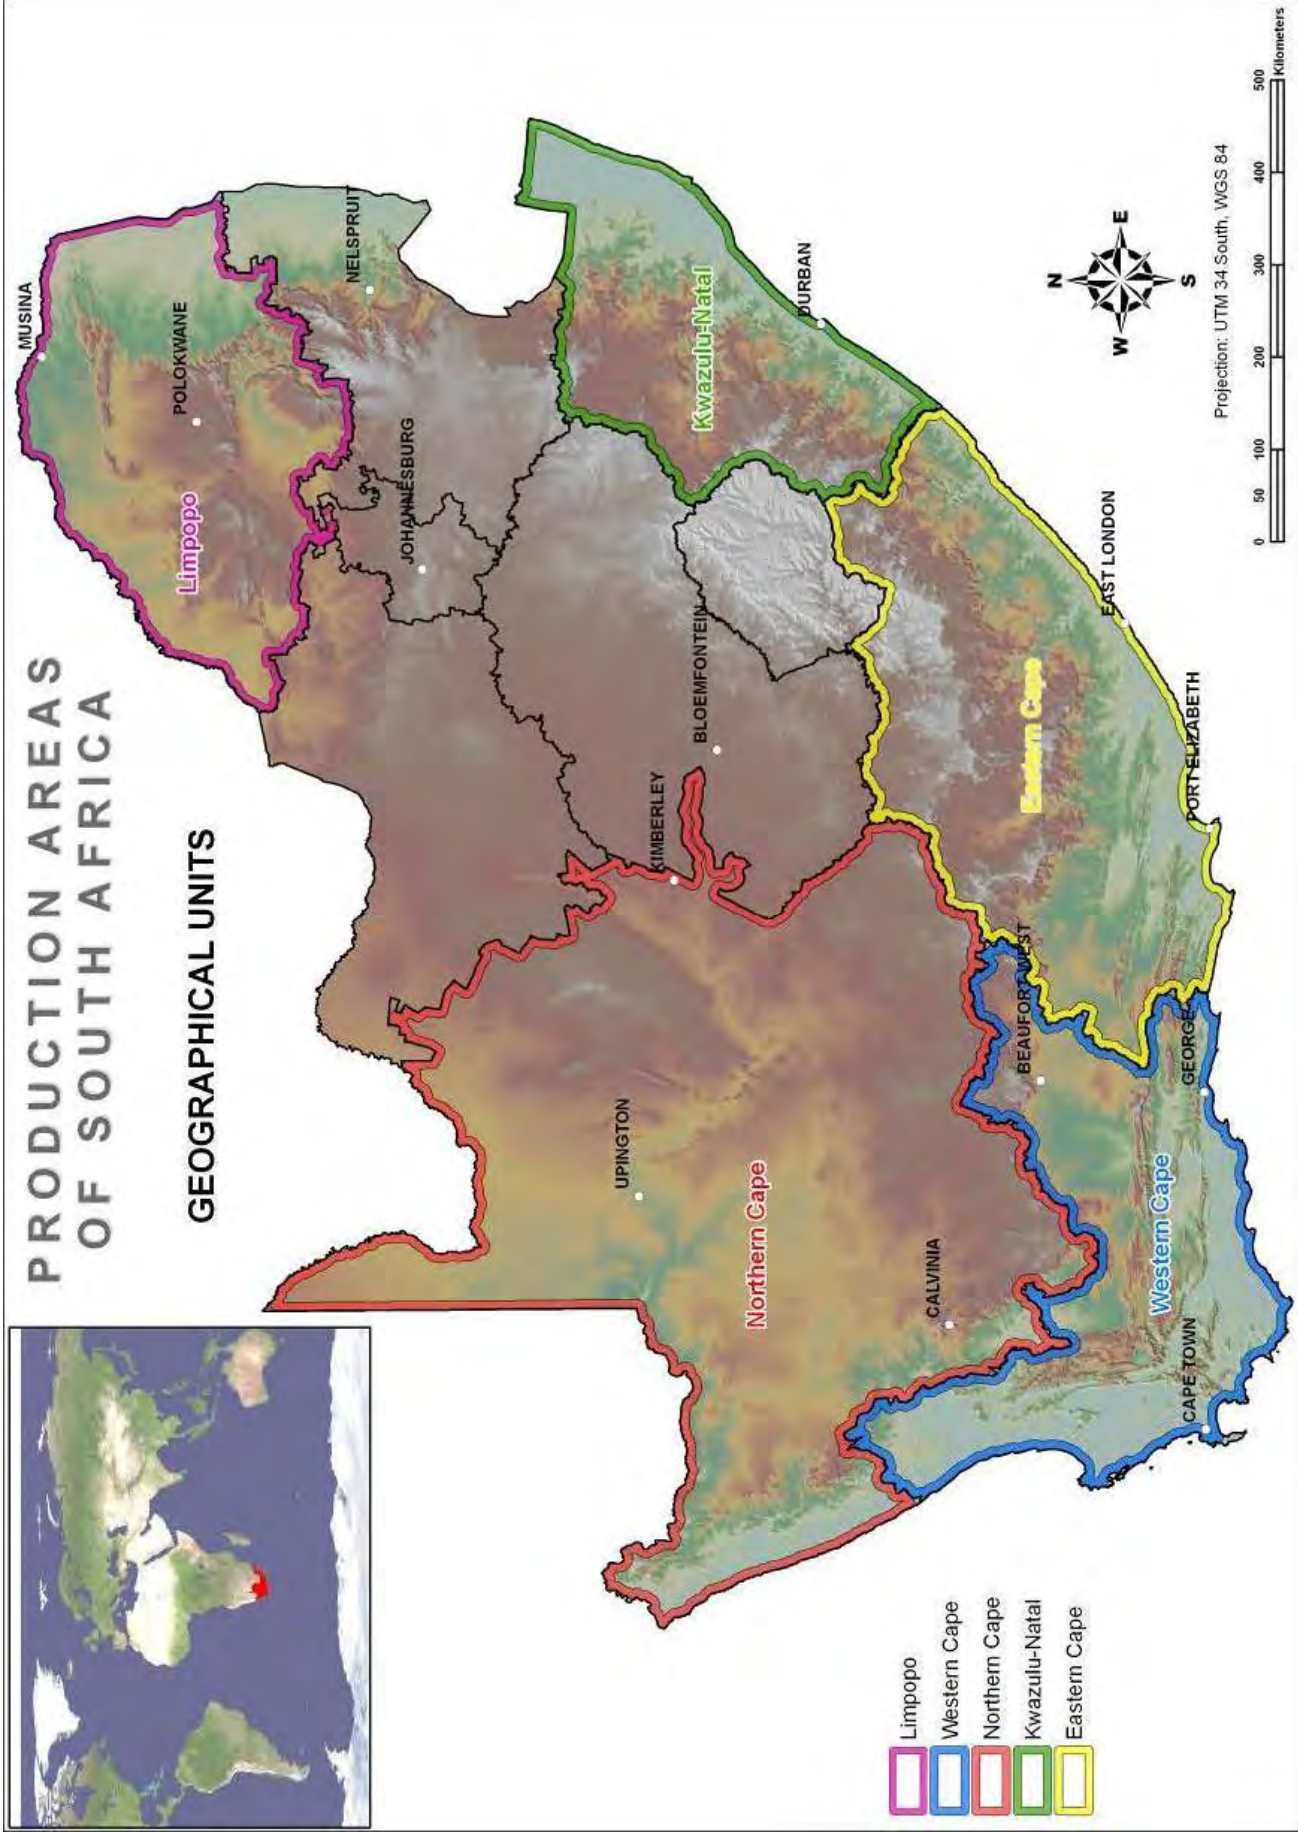 PRODUCTION AREAS
OF SOUTH AFRICA
GEOGRAPHICAL UNITS
MUSINA
POLOKWANE
Limpopo
NELSPRUIT
JOHANNESBURG
Kwazulu-Natal
DURBAN
BLOEMFONTEIN
KIMBERLEY
UPINGTON
Northern Cape
CALVINIA
Eastern Cape
EAST LONDON
PORT ELIZABETH
BEAUFORT WEST
GEORGE
Western Cape
CAPE TOWN
Limpopo
Western Cape
Northern Cape
Kwazulu-Natal
Eastern Cape
N
W
E
S
Projection: UTM 34 South, WGS 84
0 50 100 200 300 400 500
Kilometers